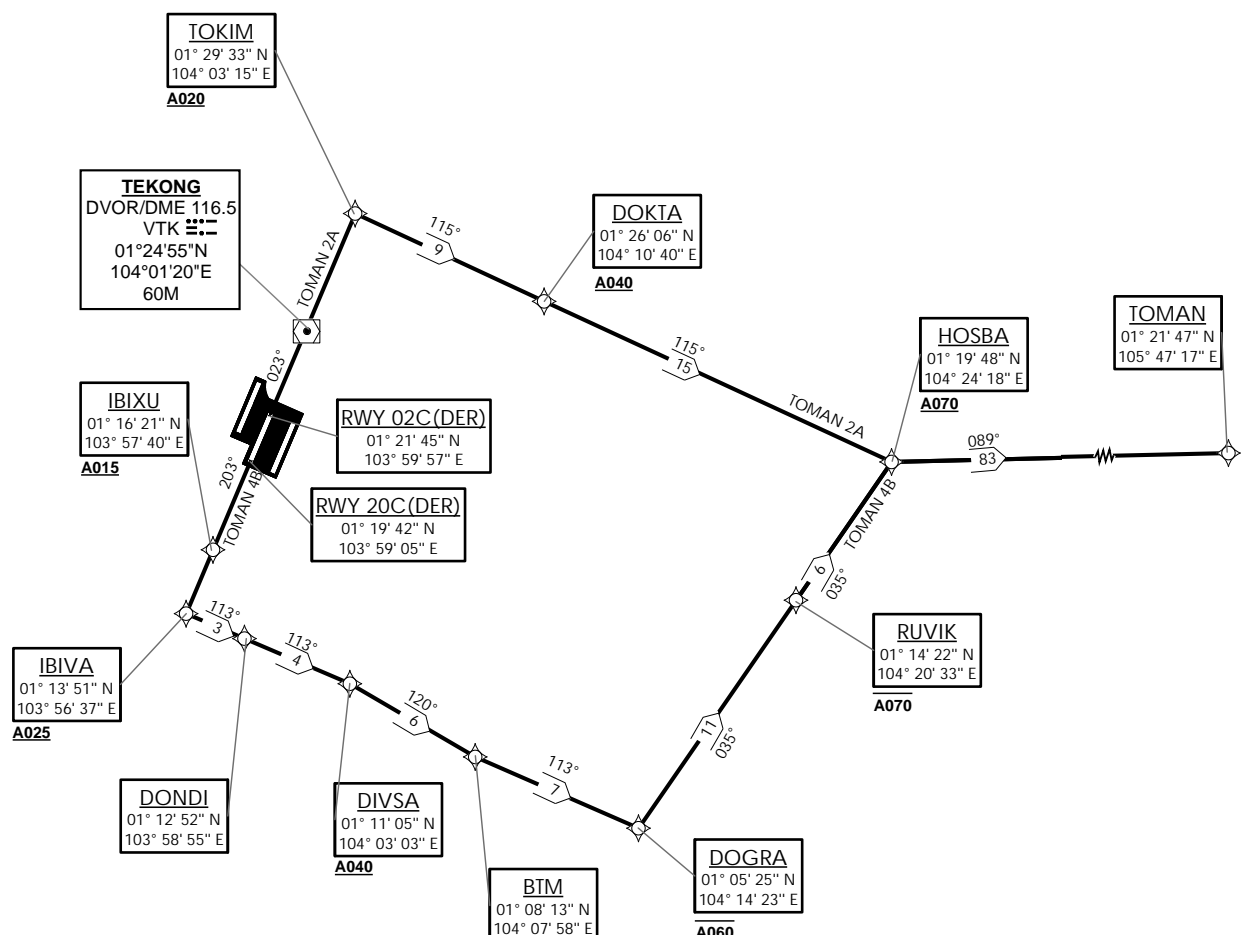 TOKIM
01° 29' 33" N
104° 03' 15" E
A020
TEKONG
DVOR/DME 116.5
VTK
01°24'55"N
104°01'20"E
60M
TOMAN 2A
115°
9
DOKTA
01° 26' 06" N
104° 10' 40" E
A040
115°
15
TOMAN 2A
HOSBA
01° 19' 48" N
104° 24' 18" E
A070
TOMAN
01° 21' 47" N
105° 47' 17" E
089°
83
023°
IBIXU
01° 16' 21" N
103° 57' 40" E
A015
RWY 02C(DER)
01° 21' 45" N
103° 59' 57" E
203°
TOMAN 4B
RWY 20C(DER)
01° 19' 42" N
103° 59' 05" E
TOMAN 4B
6
035°
RUVIK
01° 14' 22" N
104° 20' 33" E
A070
IBIVA
01° 13' 51" N
103° 56' 37" E
A025
113°
3
113°
4
120°
6
113°
7
11
035°
DONDI
01° 12' 52" N
103° 58' 55" E
DIVSA
01° 11' 05" N
104° 03' 03" E
A040
BTM
01° 08' 13" N
104° 07' 58" E
DOGRA
01° 05' 25" N
104° 14' 23" E
A060